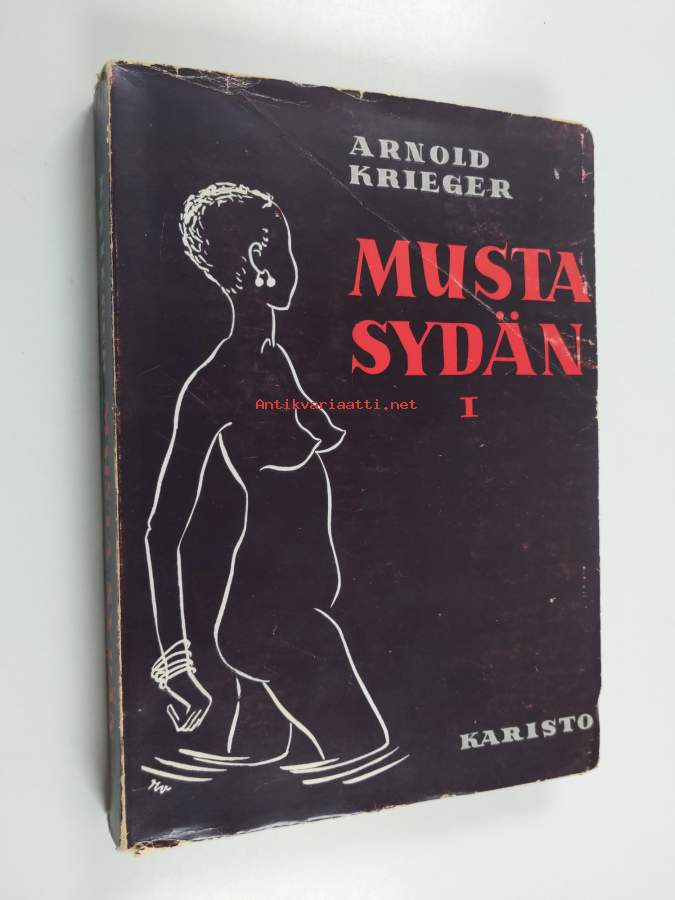 ARNOLD
KRIEGER
MUSTA
SYDÄN
I
Antikvariaatti.net
KARISTO